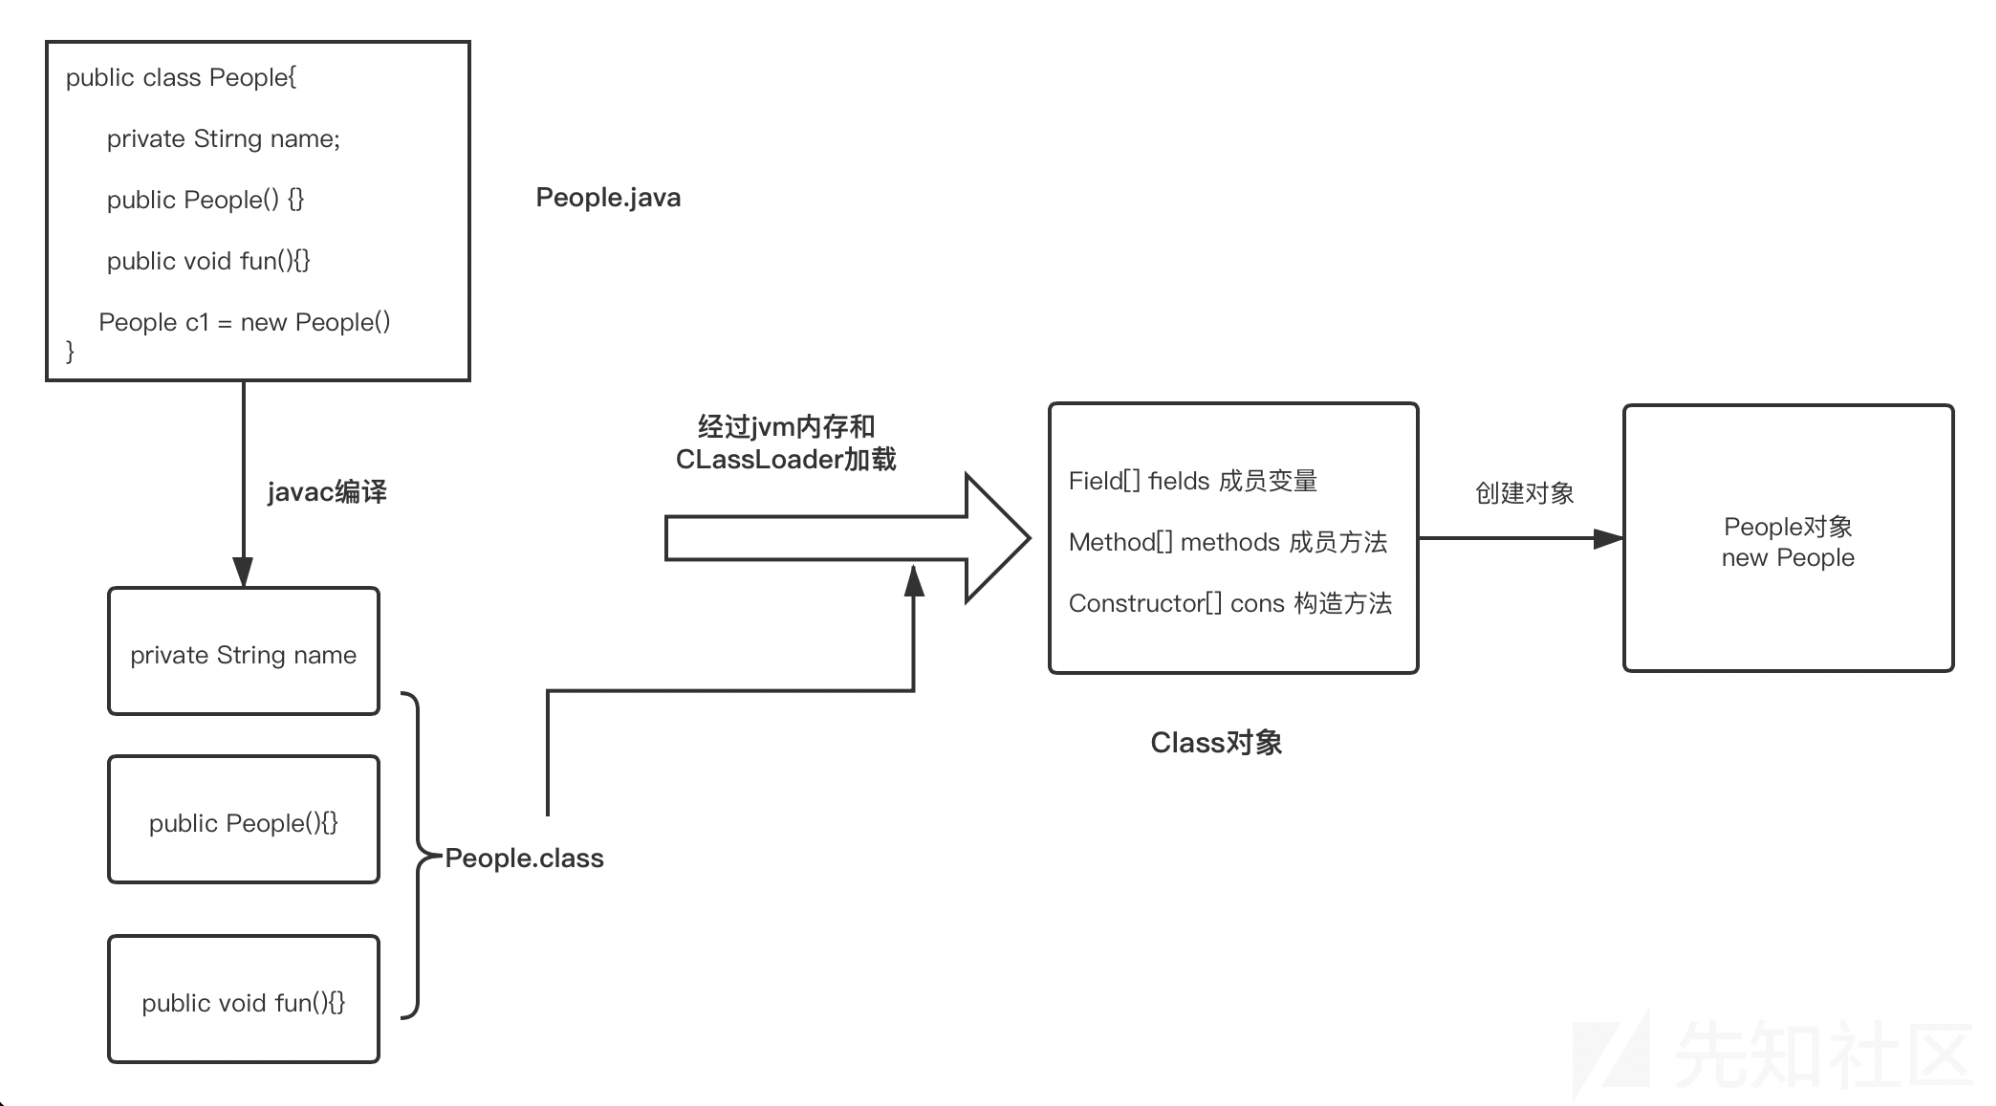 public class People{
private Stirng name;
public People() {}
public void fun(){}
People c1 = new People()
}
People.java
javac编译
private String name
public People(){}
public void fun(){}
People.class
经过jvm内存和
CLassLoader加载
Field[] fields 成员变量
Method[] methods 成员方法
Constructor[] cons 构造方法
Class对象
创建对象
People对象
new People
先知社区